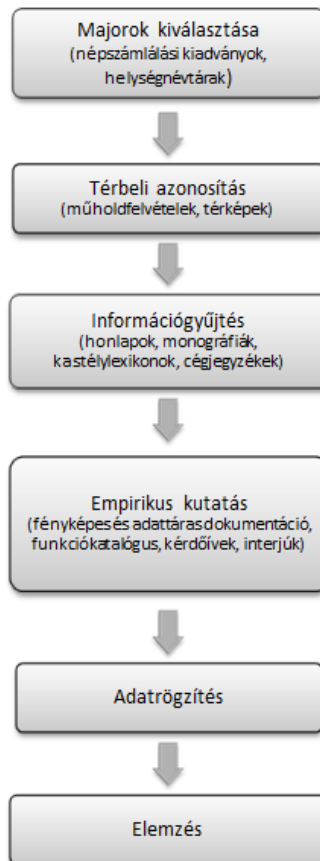 Majorok kiválasztása
(népszámlálási kiadványok,
helységnévtárak)
Térbeli azonosítás
(műholdfelvételek, térképek)
Információgyűjtés
(honlapok, monográfiák,
kastélylexikonok, cégjegyzékek)
Empirikus kutatás
(fényképes és adattáras dokumentáció,
funkciókatalógus, kérdőívek, interjúk)
Adatrögzítés
Elemzés